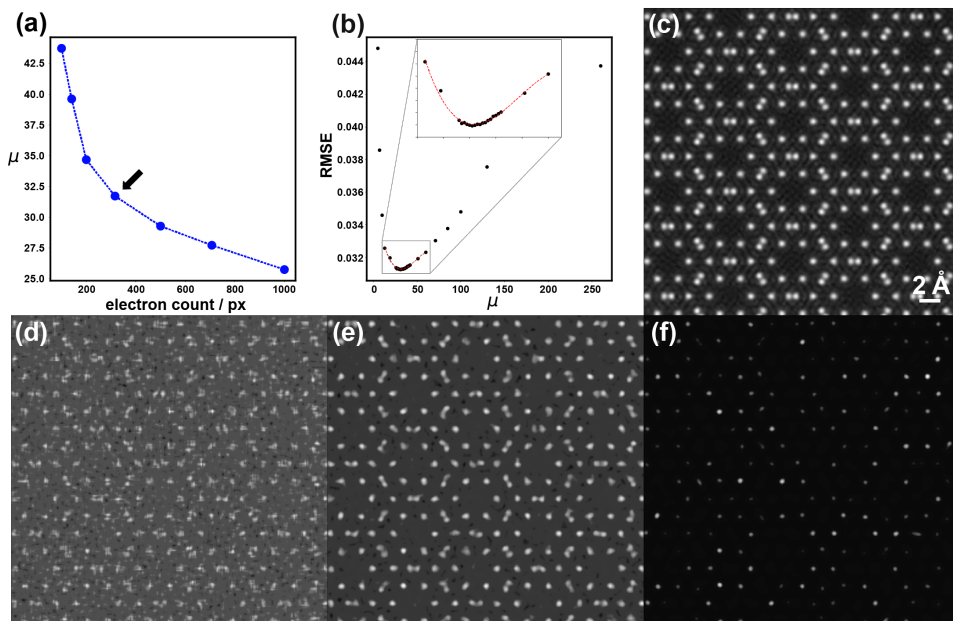 (a)
42.5
40.0
37.5
35.0
μ
32.5
30.0
27.5
25.0
200
400
600
800
1000
electron count / px
(b)
0.044
0.042
0.040
RMSE
0.038
0.036
0.034
0.032
0
50
100
150
200
250
μ
(c)
2 Å
(d)
(e)
(f)